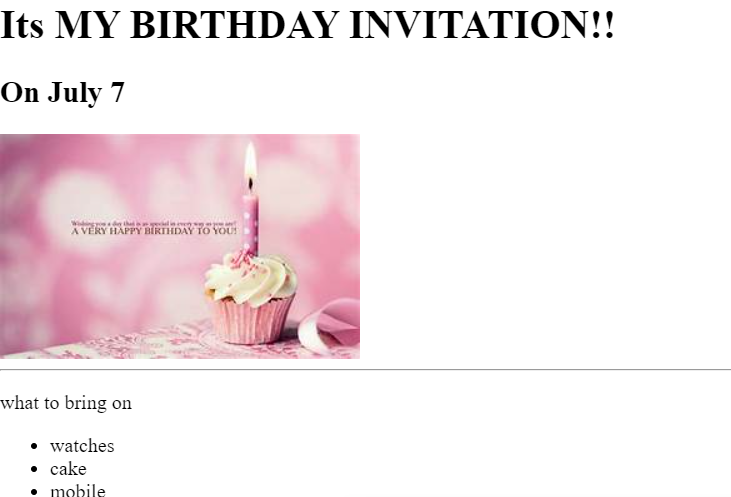 Its MY BIRTHDAY INVITATION!!
On July 7
Wishing you a day that is as special in every way as you are!
A VERY HAPPY BIRTHDAY TO YOU!
what to bring on
watches
cake
mobile